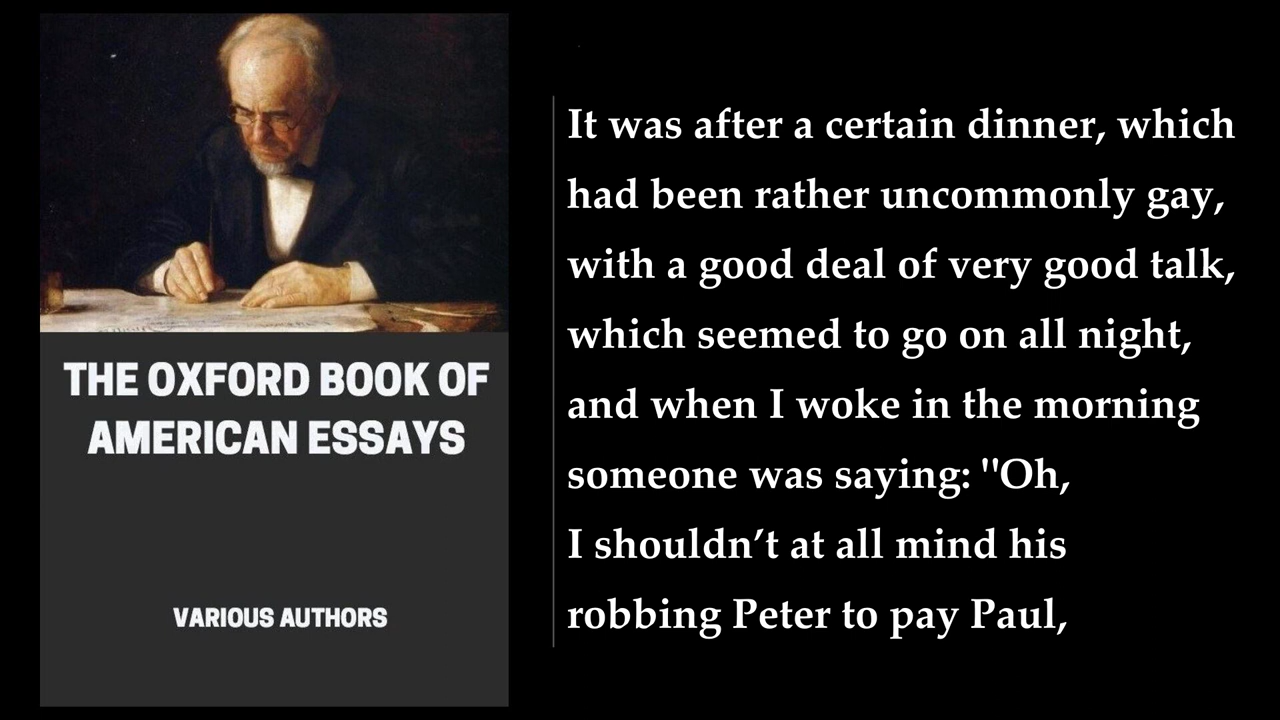 THE OXFORD BOOK OF
AMERICAN ESSAYS
VARIOUS AUTHORS
It was after a certain dinner, which
had been rather uncommonly gay,
with a good deal of very good talk,
which seemed to go on all night,
and when I woke in the morning
someone was saying: "Oh,
I shouldn’t at all mind his
robbing Peter to pay Paul,